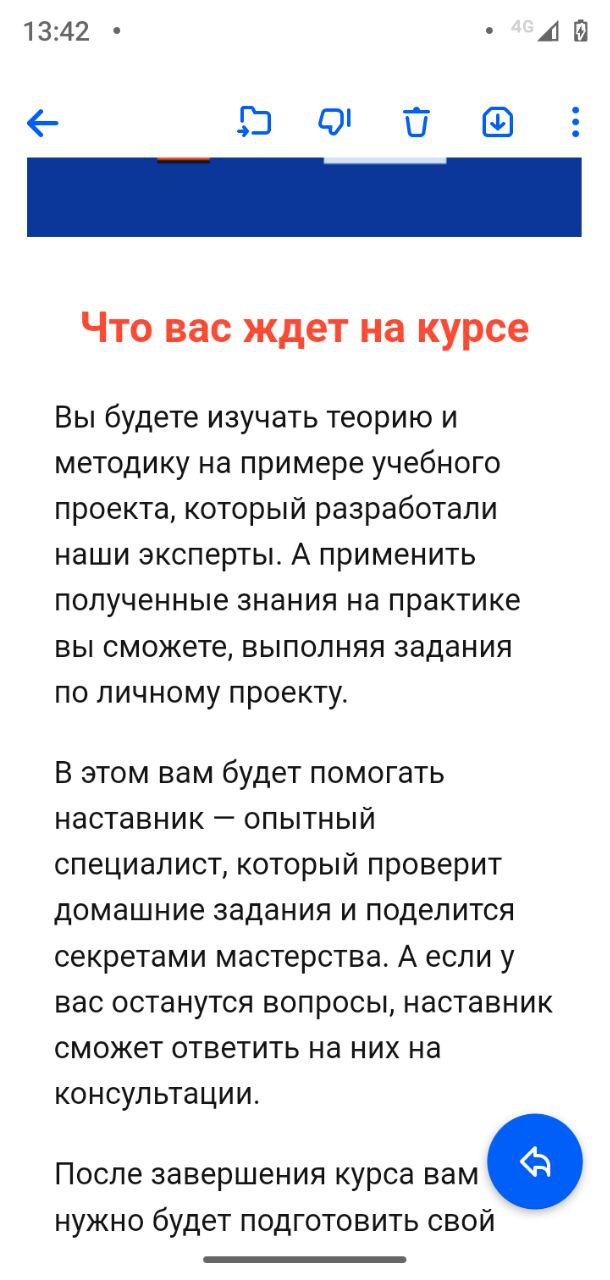 13:42
4G
Что вас ждет на курсе
Вы будете изучать теорию и
методику на примере учебного
проекта, который разработали
наши эксперты. А применить
полученные знания на практике
вы сможете, выполняя задания
по личному проекту.
В этом вам будет помогать
наставник — опытный
специалист, который проверит
домашние задания и поделится
секретами мастерства. А если у
вас останутся вопросы, наставник
сможет ответить на них на
консультации.
После завершения курса вам
нужно будет подготовить свой